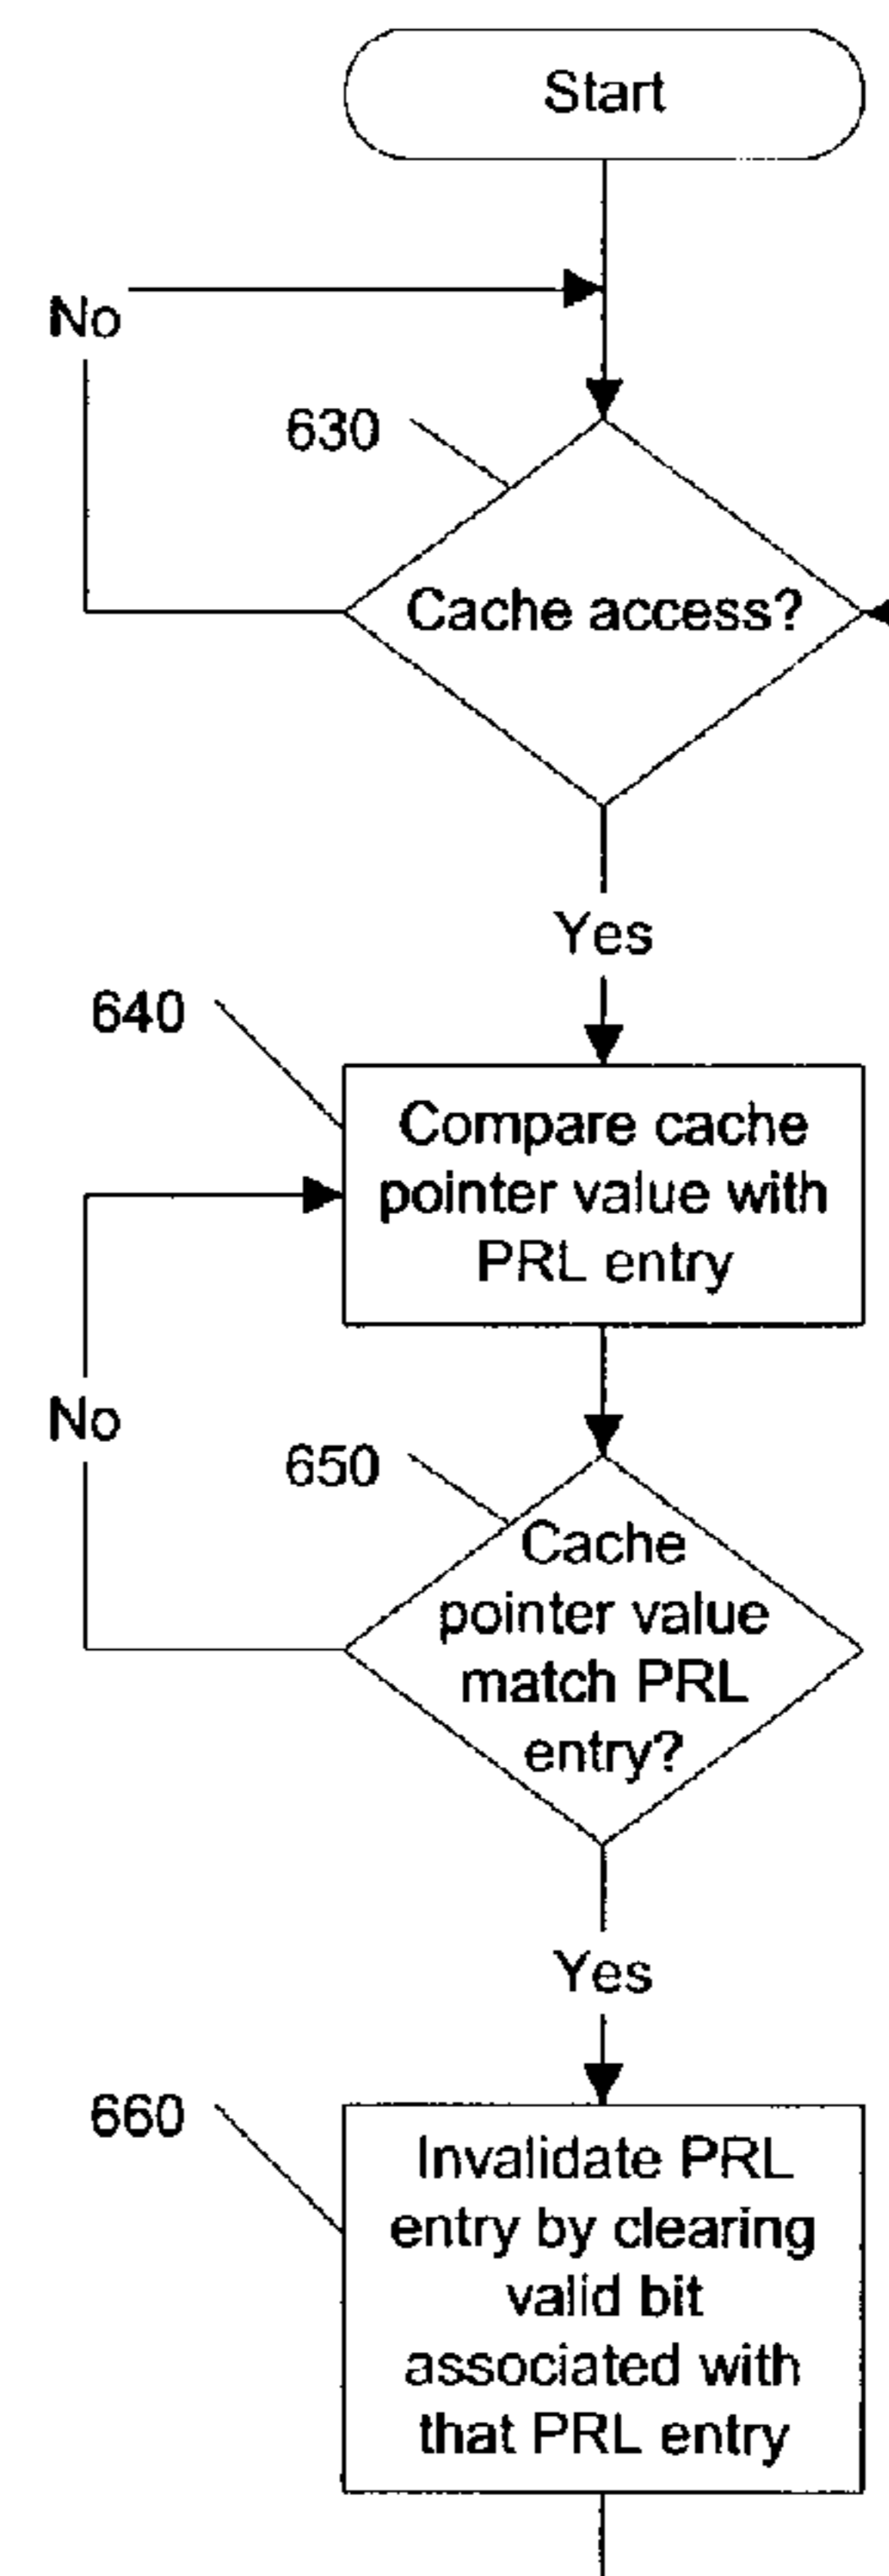 Start
No
630
Cache access?
Yes
640
Compare cache
pointer value with
PRL entry
No
650
Cache
pointer value
match PRL
entry?
Yes
660
Invalidate PRL
entry by clearing
valid bit
associated with
that PRL entry